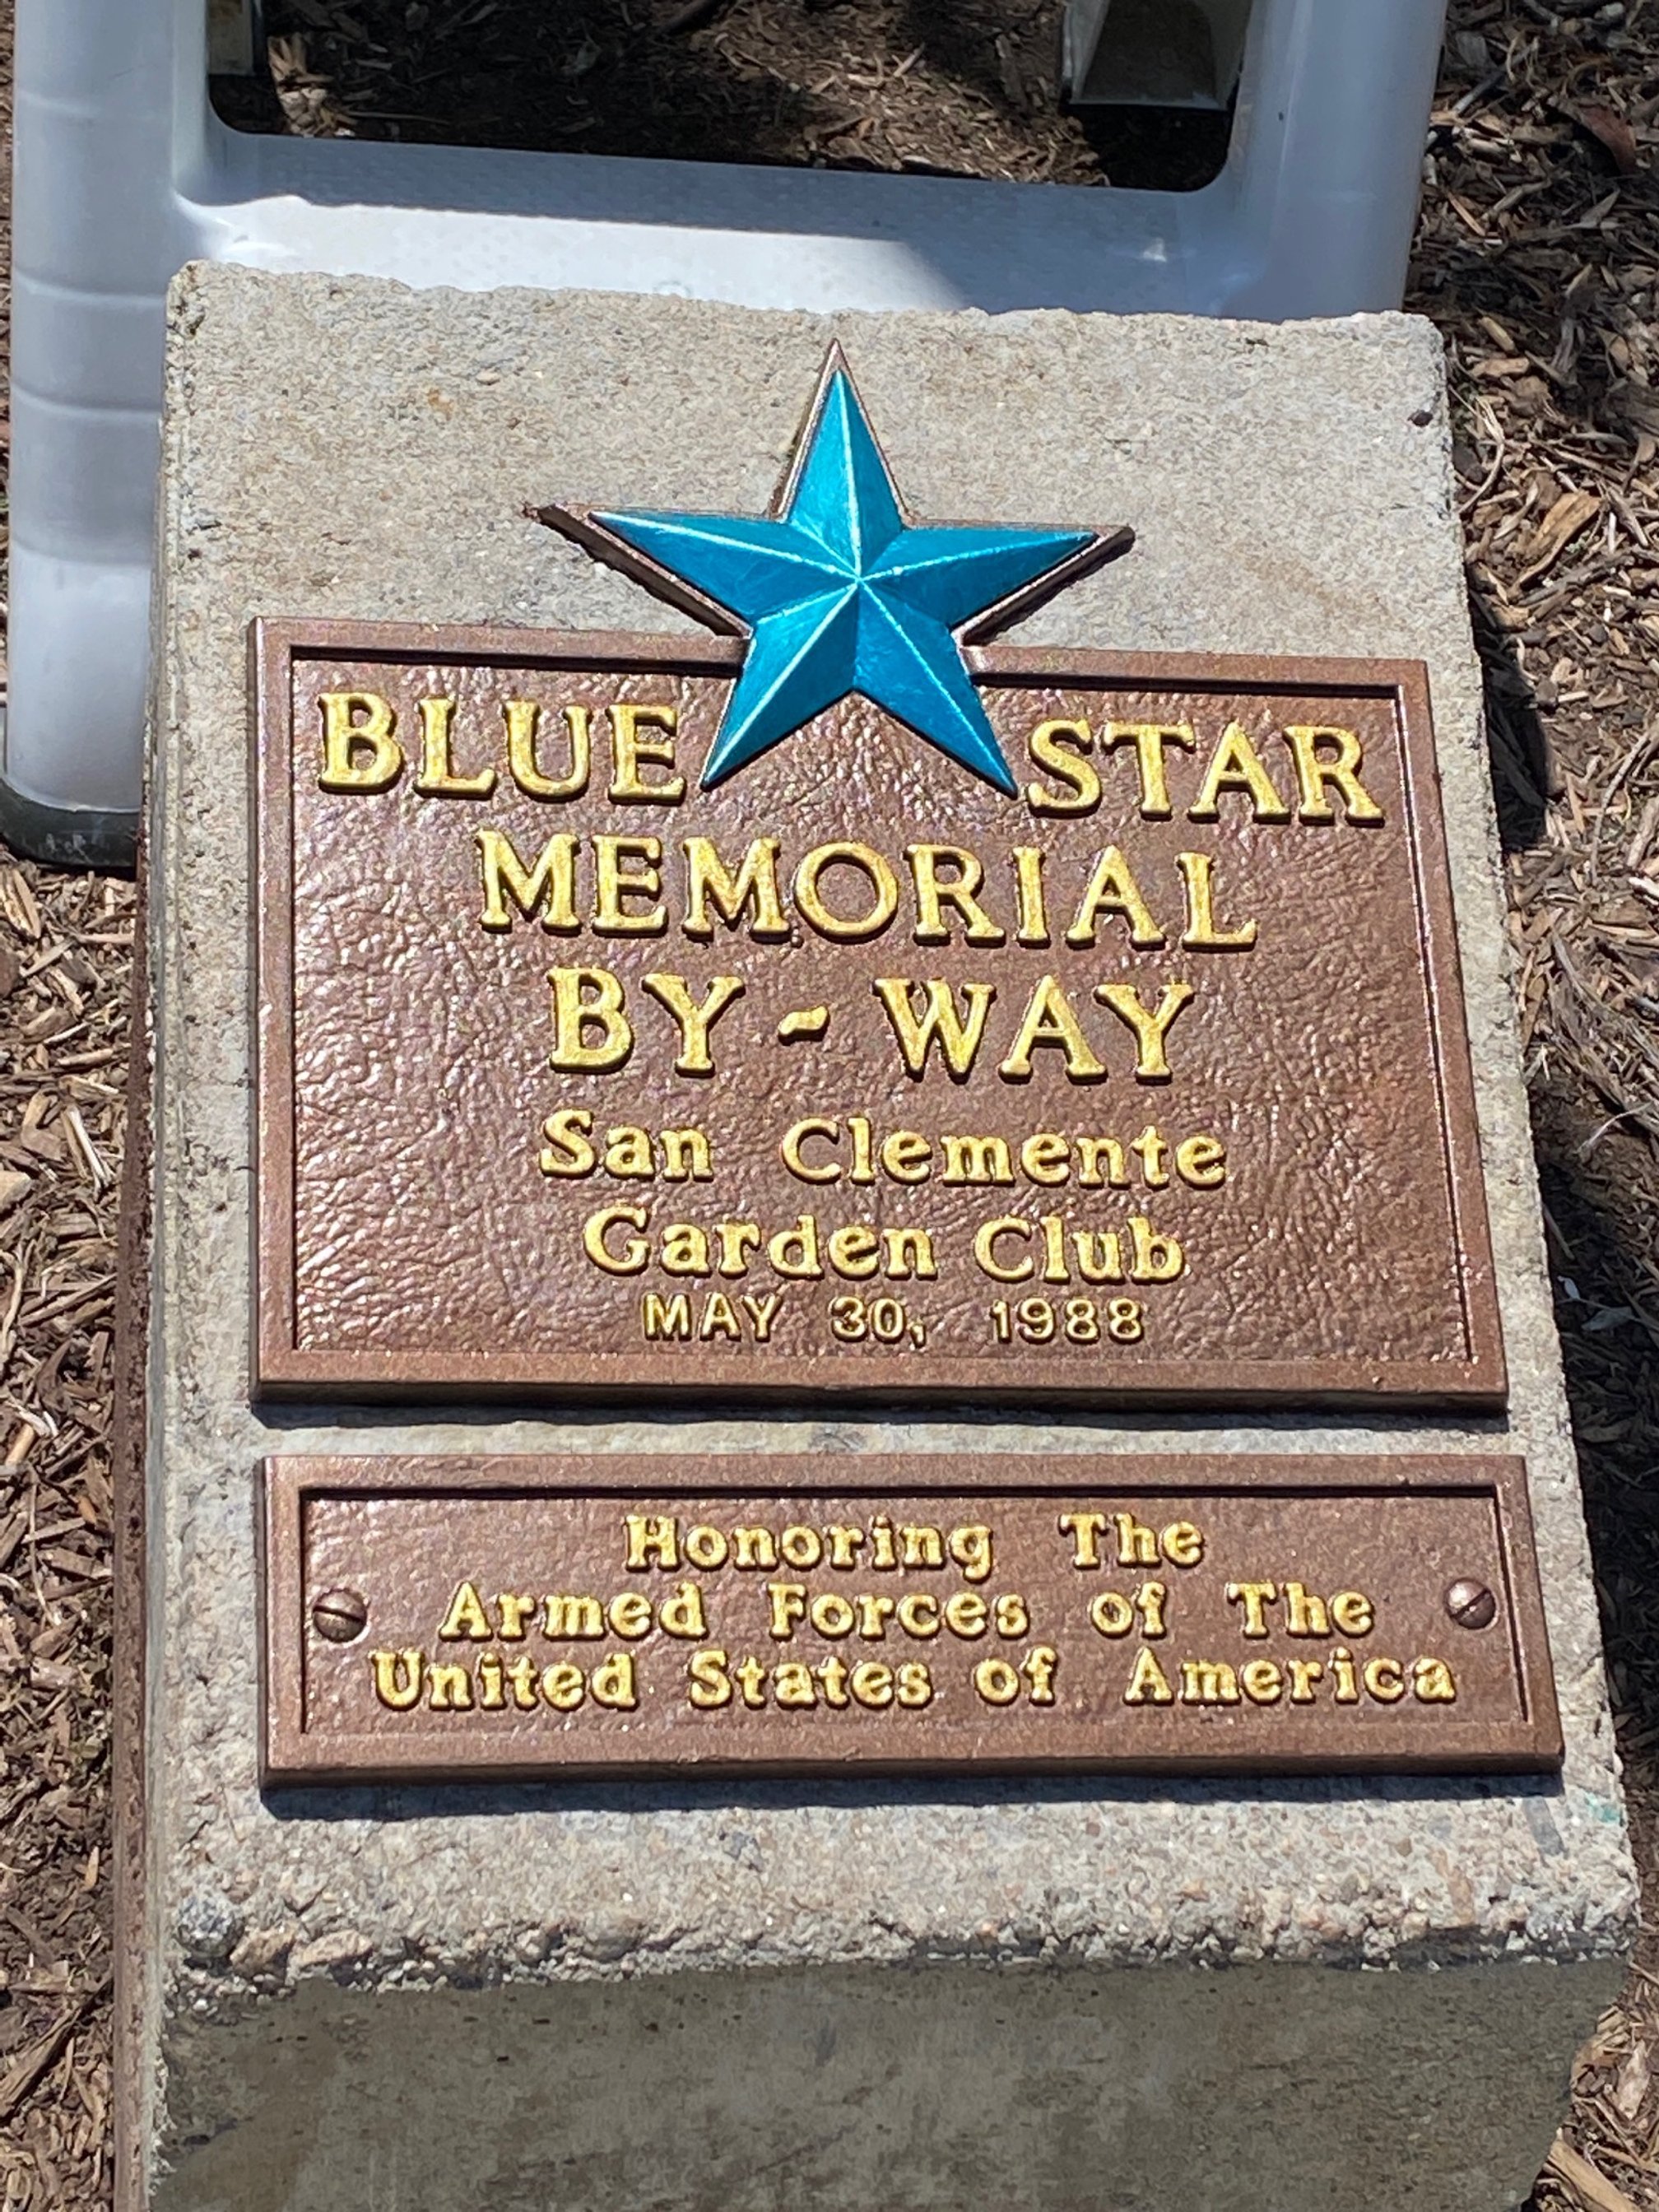 BLUE STAR
MEMORIAL
BY - WAY
San Clemente
Garden Club
MAY 30, 1988
Honoring The
Armed Forces of The
United States of America